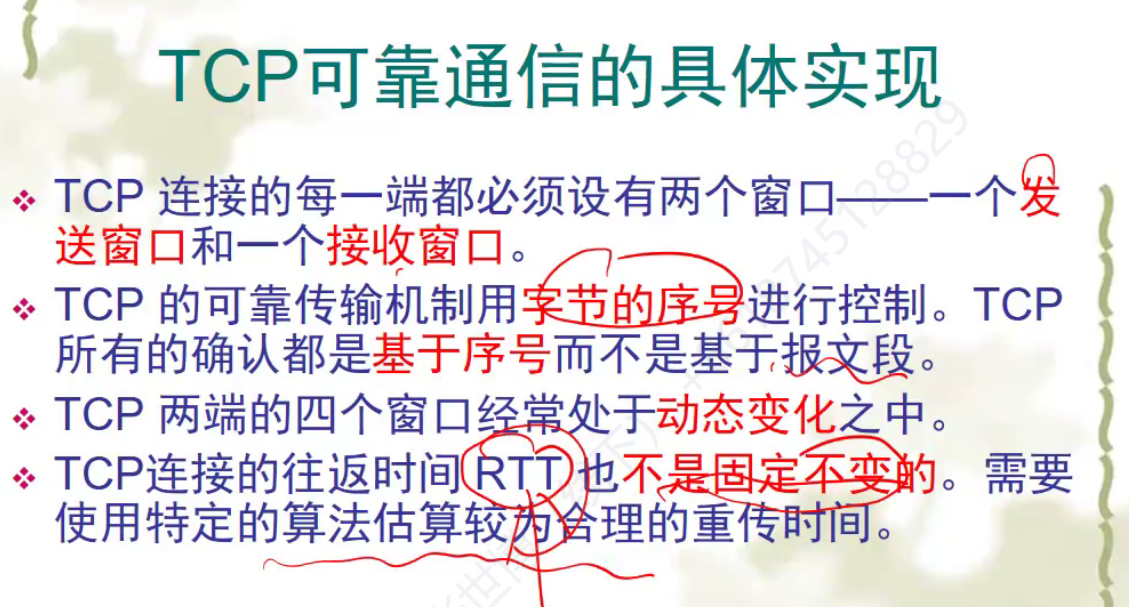 TCP可靠通信的具体实现
❖ TCP 连接的每一端都必须设有两个窗口——一个发
送窗口和一个接收窗口。
❖ TCP 的可靠传输机制用字节的序号进行控制。TCP
所有的确认都是基于序号而不是基于报文段。
❖ TCP 两端的四个窗口经常处于动态变化之中。
❖ TCP连接的往返时间 RTT 也不是固定不变的。需要
使用特定的算法估算较为合理的重传时间。